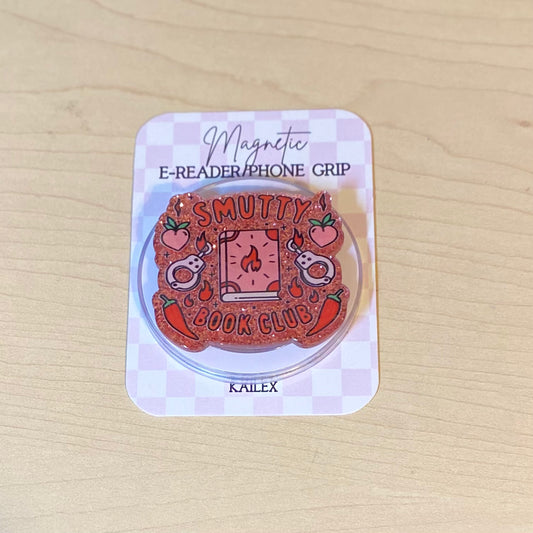 Magnetic
E-READER/PHONE GRIP
SMUTTY
BOOK CLUB
KAILEX